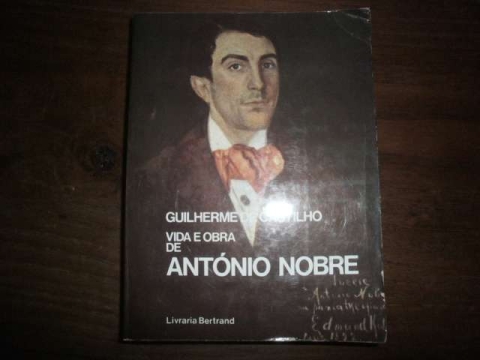 GUILHERME DE CASTILHO
VIDA E OBRA
DE
ANTÓNIO NOBRE
Livraria Bertrand